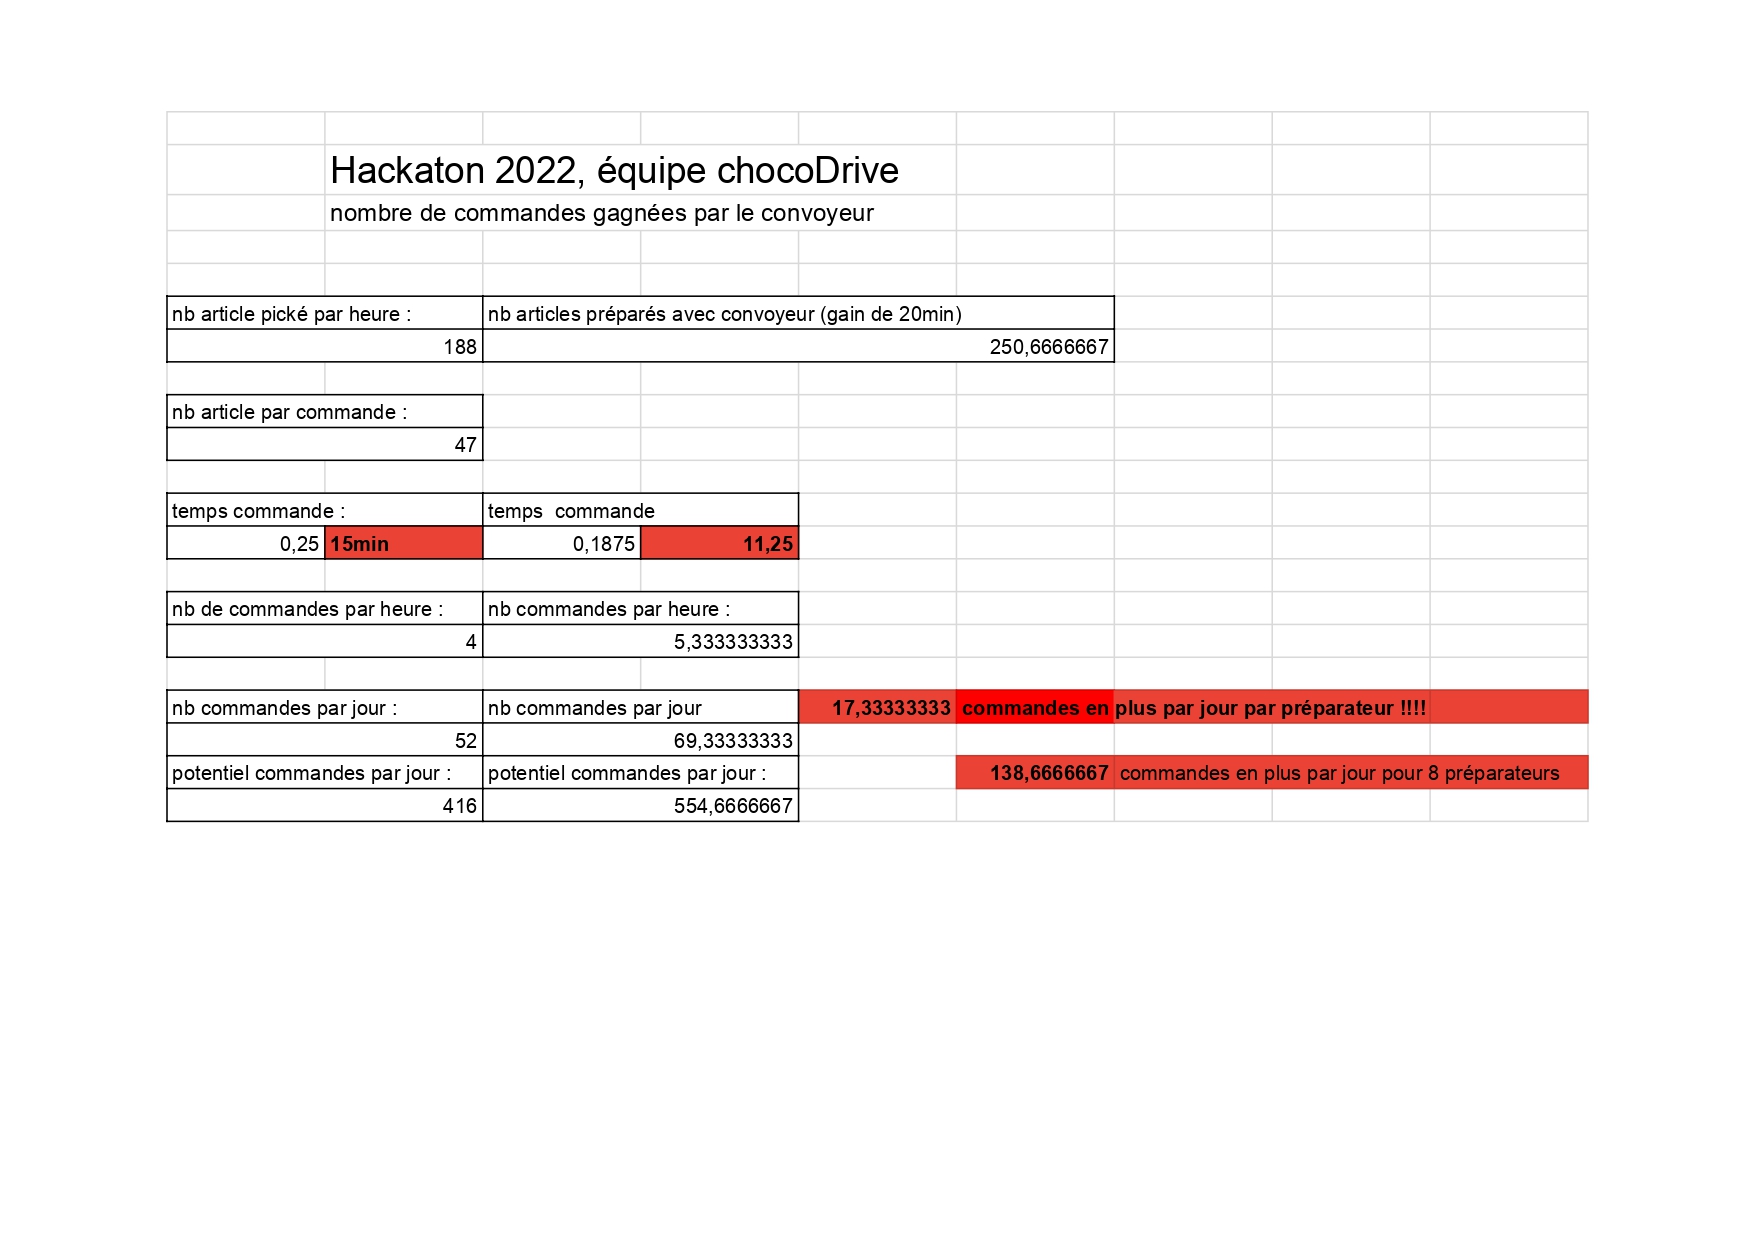 Hackaton 2022, équipe chocoDrive
nombre de commandes gagnées par le convoyeur
nb article pické par heure : nb articles préparés avec convoyeur (gain de 20min)
188 250,6666667
nb article par commande :
47
temps commande : temps commande
0,25 15min 0,1875 11,25
nb de commandes par heure : nb commandes par heure :
4 5,333333333
nb commandes par jour : nb commandes par jour 17,33333333 commandes en plus par jour par préparateur !!!!
52 69,33333333
potentiel commandes par jour : potentiel commandes par jour : 138,6666667 commandes en plus par jour pour 8 préparateurs
416 554,6666667